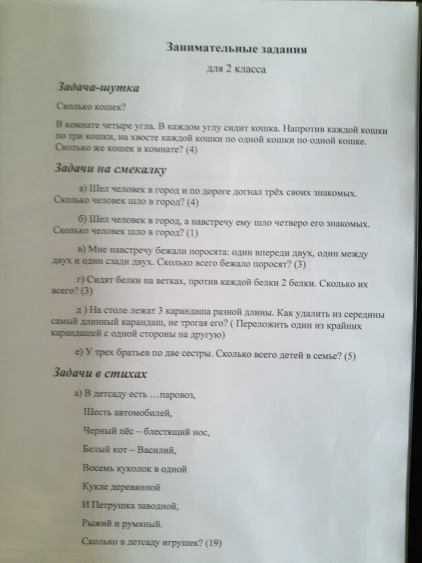 Занимательные задания
для 2 класса
Задача-шутка
Сколько кошек?
В комнате четыре угла. В каждом углу сидит кошка. Напротив каждой кошки
по три кошки, на хвосте каждой кошки по одной кошки по одной кошке.
Сколько же кошек в комнате? (4)
Задачи на смекалку
а) Шел человек в город и по дороге догнал трёх своих знакомых.
Сколько человек шло в город? (4)
б) Шел человек в город, а навстречу ему шло четверо его знакомых.
Сколько человек шло в город? (1)
в) Мне навстречу бежали поросята: один впереди двух, один между
двух и один сзади двух. Сколько всего бежало поросят? (3)
г) Сидят белки на ветках, против каждой белки 2 белки. Сколько их
всего? (3)
д ) На столе лежат 3 карандаша разной длины. Как удалить из середины
самый длинный карандаш, не трогая его? ( Переложить один из крайних
карандашей с одной стороны на другую)
е) У трех братьев по две сестры. Сколько всего детей в семье? (5)
Задачи в стихах
а) В детсаду есть …паровоз,
Шесть автомобилей,
Черный пёс – блестящий нос,
Белый кот – Василий,
Восемь куколок в одной
Кукле деревянной
И Петрушка заводной,
Рыжий и румяный.
Сколько в детсаду игрушек? (19)